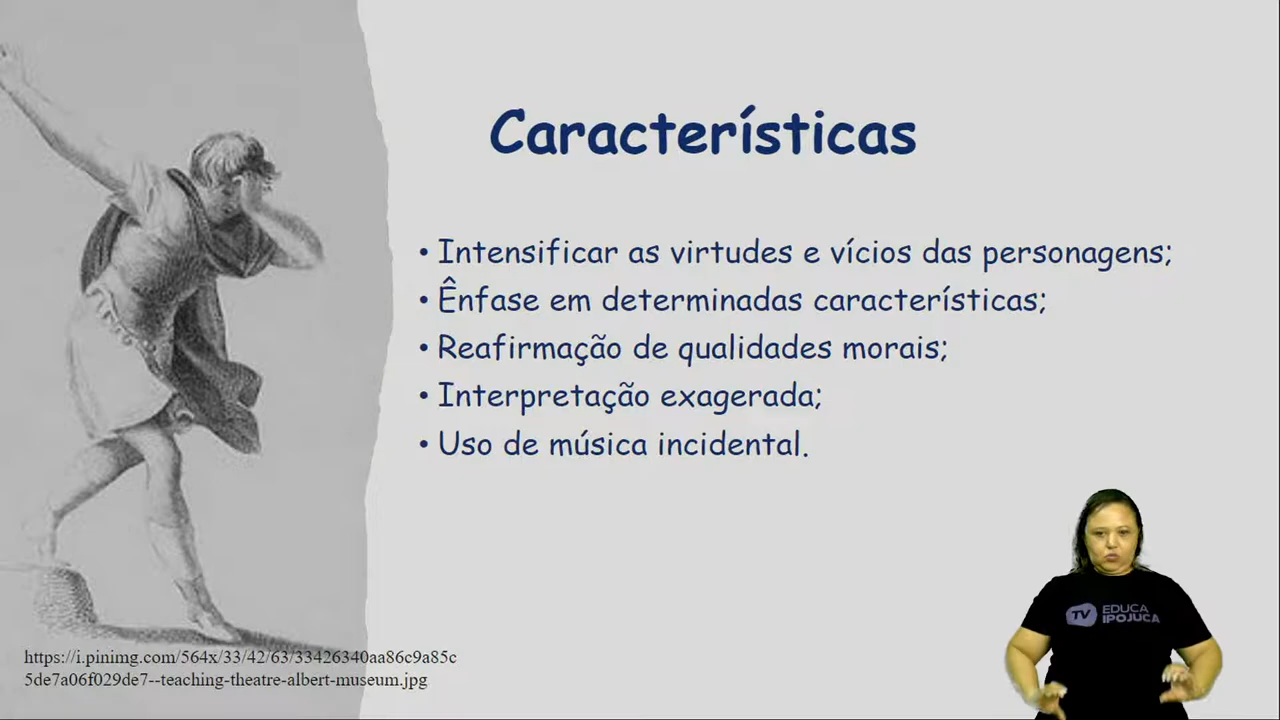 Características
• Intensificar as virtudes e vícios das personagens;
• Ênfase em determinadas características;
• Reafirmação de qualidades morais;
• Interpretação exagerada;
• Uso de música incidental.
TV EDUCA
IPOJUCA
https://i.pinimg.com/564x/33/42/63/33426340aa86c9a85c
5de7a06f029de7--teaching-theatre-albert-museum.jpg